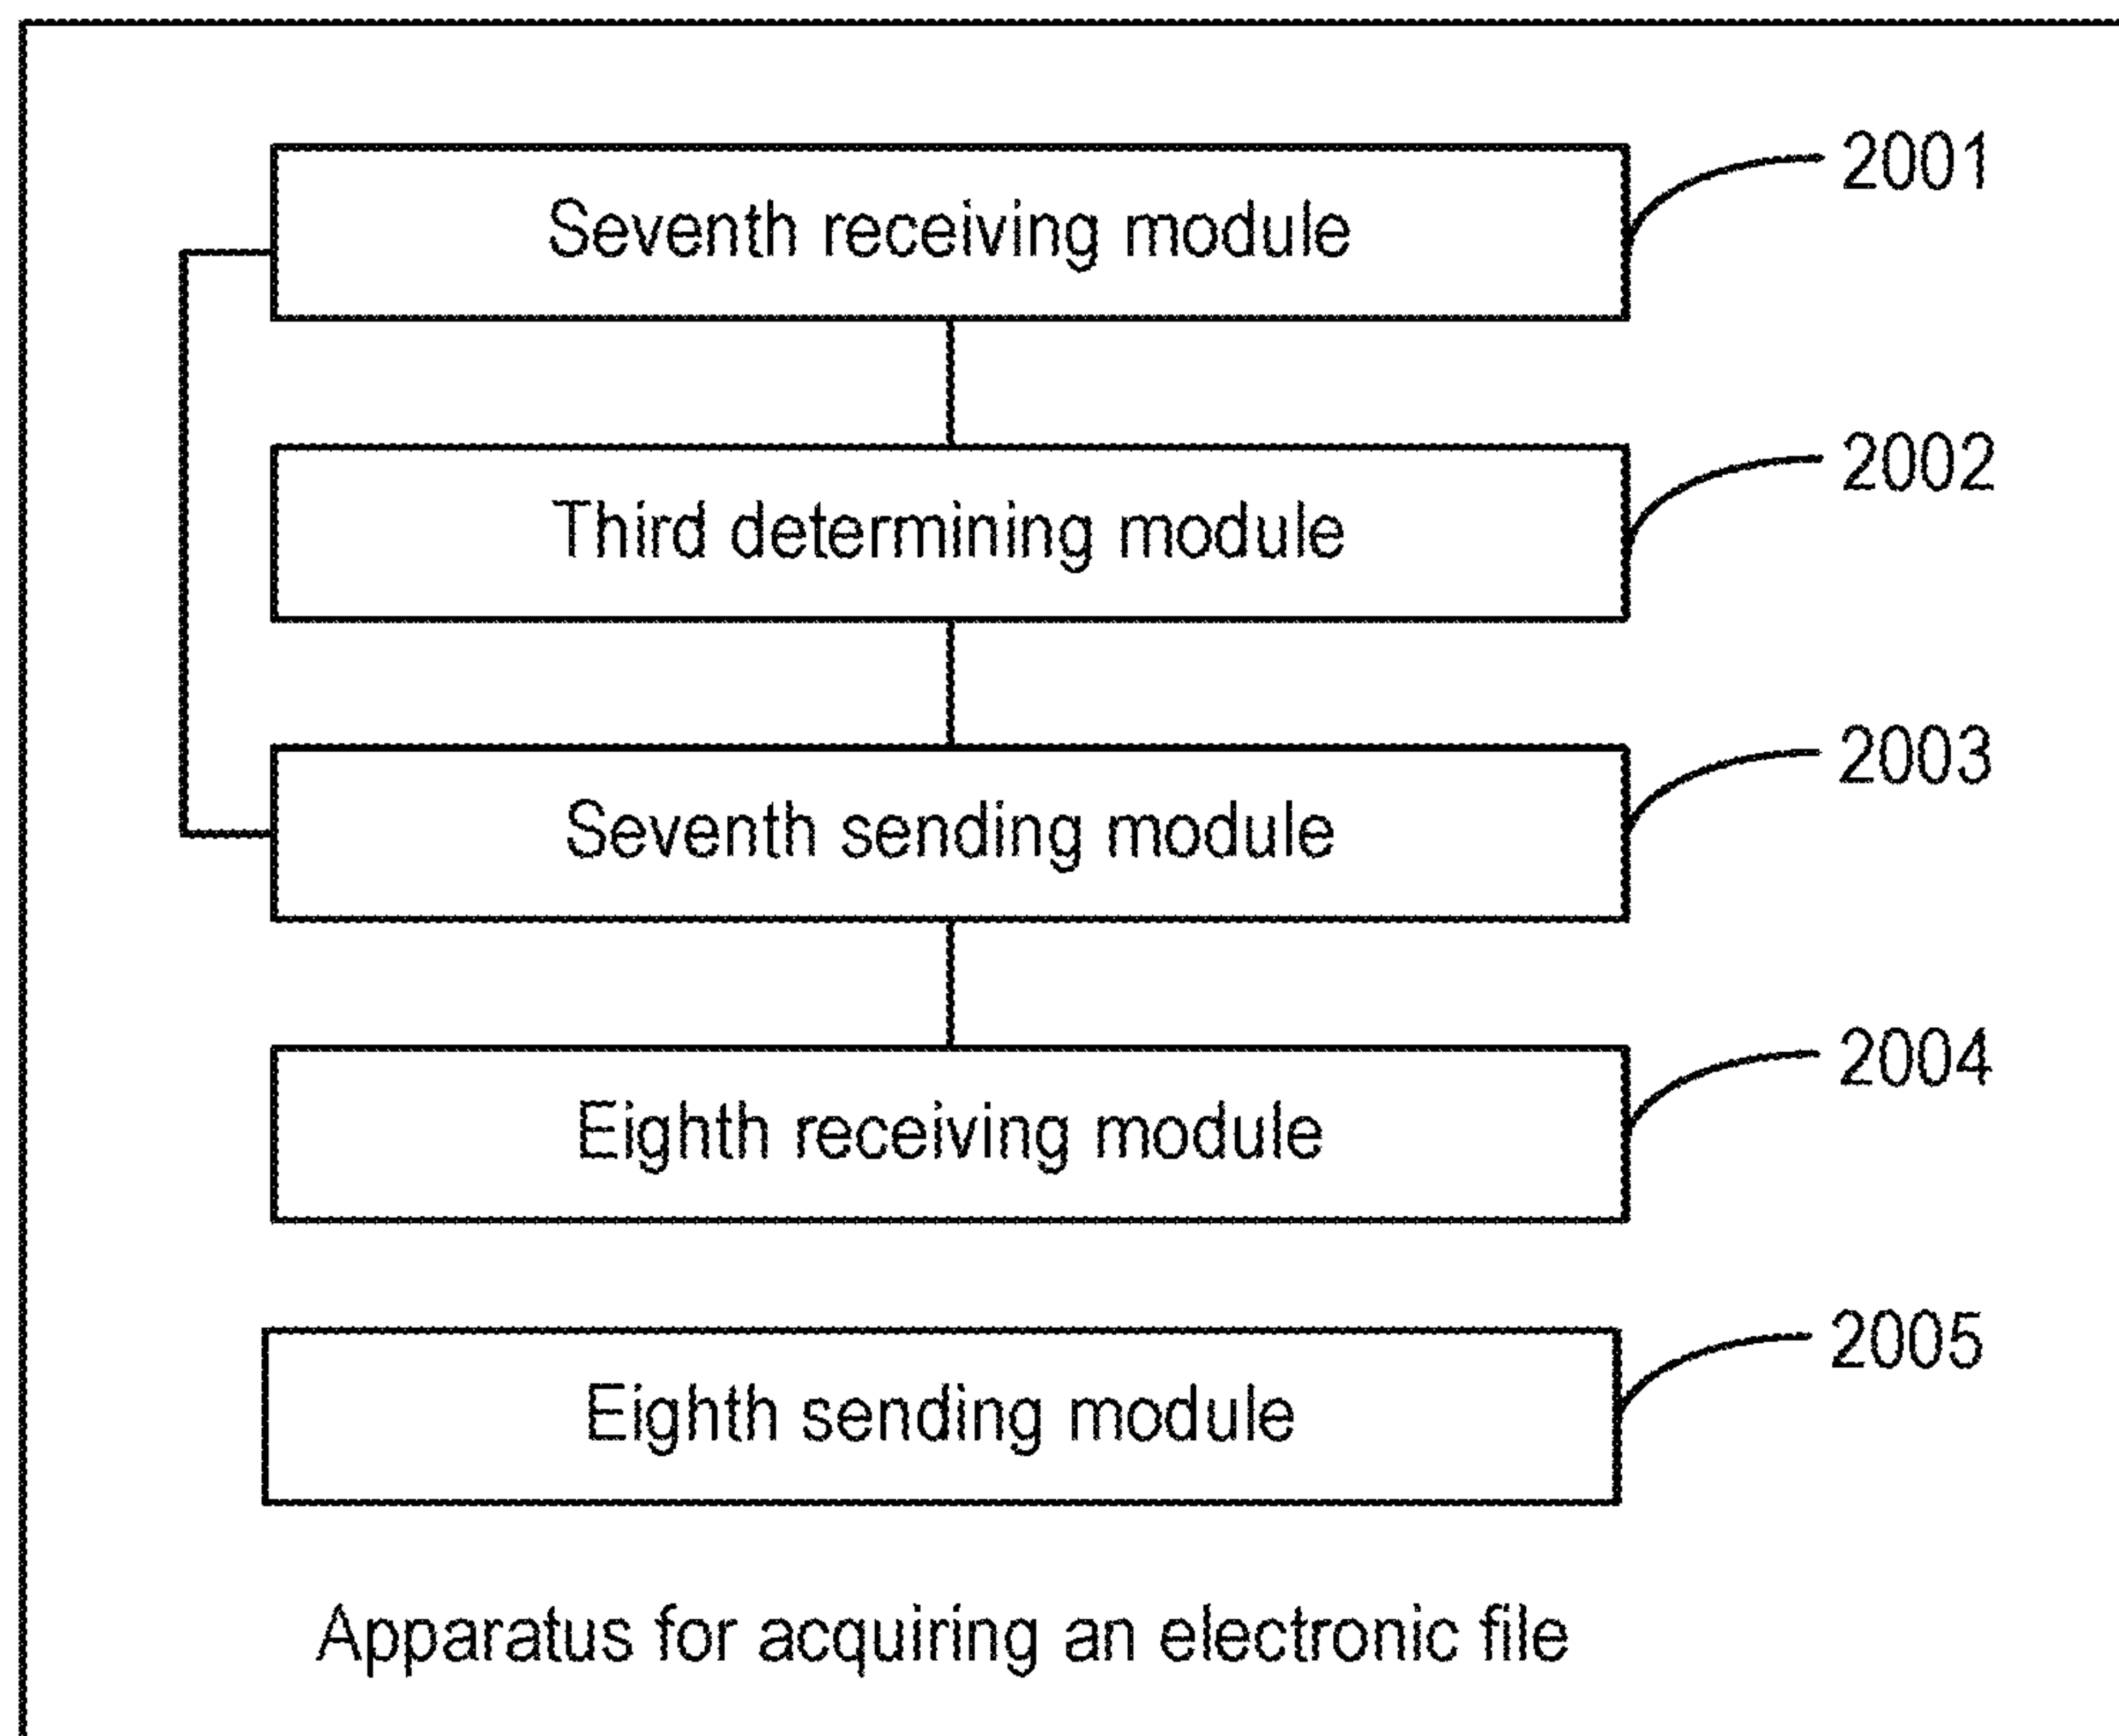 Seventh receiving module
2001
Third determining module
2002
Seventh sending module
2003
Eighth receiving module
2004
Eighth sending module
2005
Apparatus for acquiring an electronic file